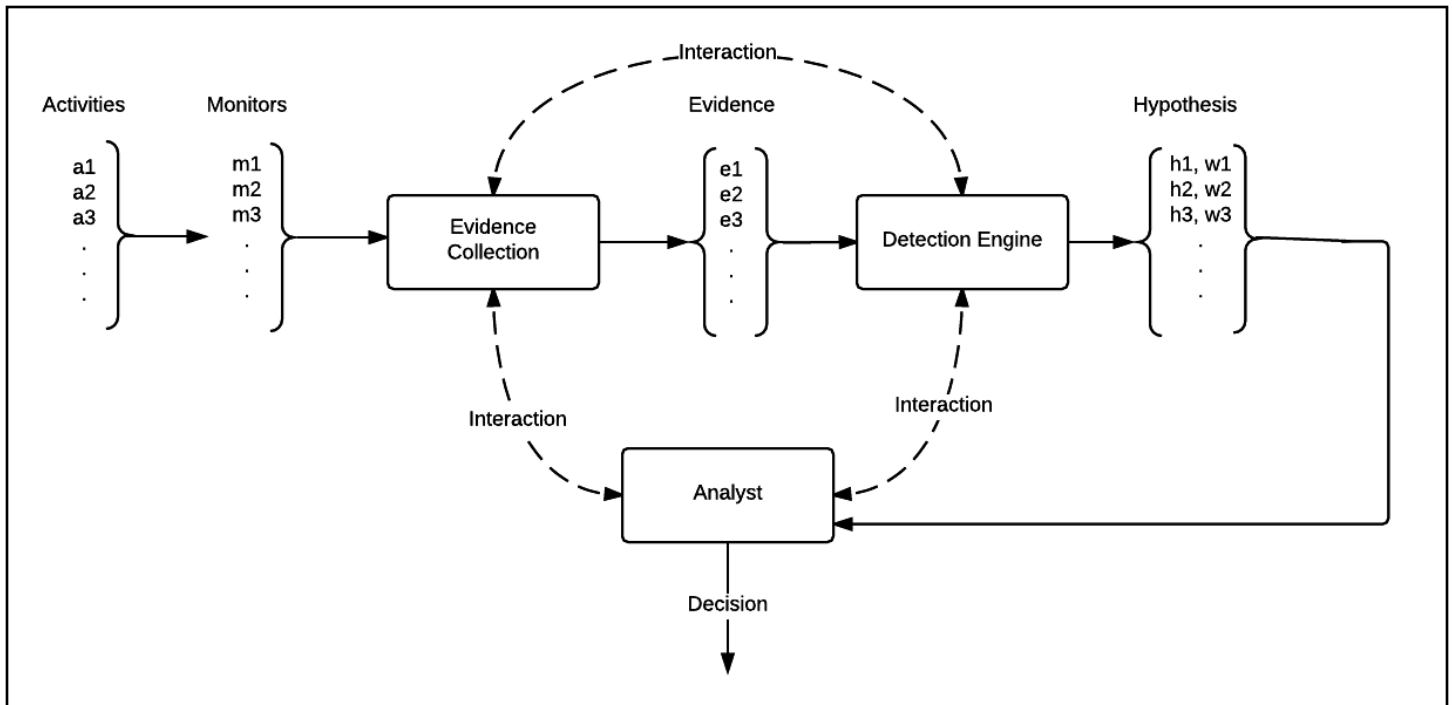 Interaction
Activities
Monitors
Evidence
Hypothesis
a1
a2
a3
.
.
.
m1
m2
m3
.
.
.
Evidence
Collection
e1
e2
e3
.
.
.
Detection Engine
h1, w1
h2, w2
h3, w3
.
.
.
Interaction
Interaction
Analyst
Decision